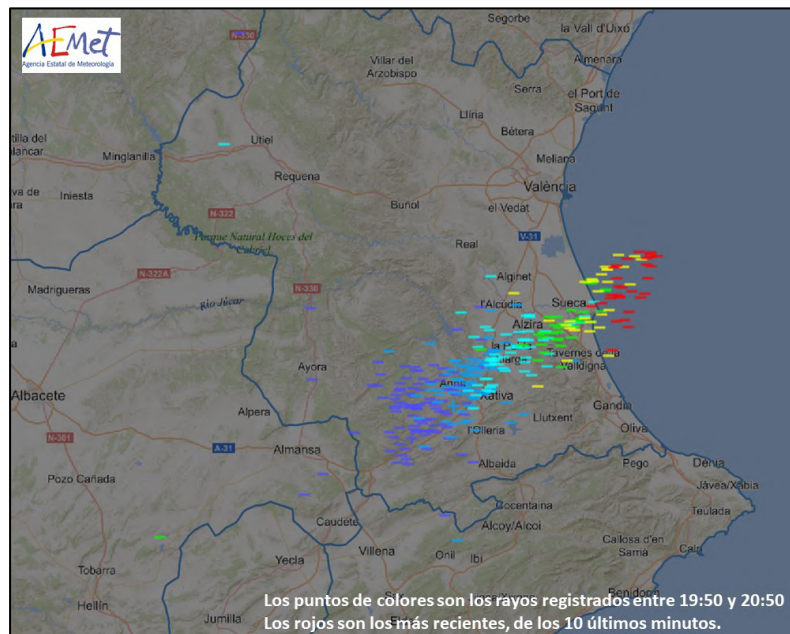 AEmet
Agencia Estatal de Meteorología
Segorbe
la Vall d'Uixó
N-330
Almenara
Villar del
Arzobispo
Serra
el Port de
Sagunt
Llíria
Bétera
Utiel
Minglanilla
Meliana
Requena
València
Iniesta
Buñol
el Vedat
N-322
V-31
Parque Natural Hoces del
Cabriel
Real
N-322A
Alginet
Madrigueras
N-330
Río Júcar
l'Alcúdia
Sueca
Alzira
Tavernes de la
Valldigna
Ayora
Xàtiva
Albacete
Gandia
Alpera
Llutxent
Oliva
l'Olleria
N-301
A-31
Almansa
Albaida
Pego
Dénia
Pozo Cañada
Jávea/Xàbia
Cocentaina
Teulada
Caudete
Alcoy/Alcoi
Callosa d'en
Sarrià
Calp
Villena
Onil
Ibi
Yecla
Tobarra
Benidorm
Hellín
Jumilla
Los puntos de colores son los rayos registrados entre 19:50 y 20:50
Los rojos son los más recientes, de los 10 últimos minutos.